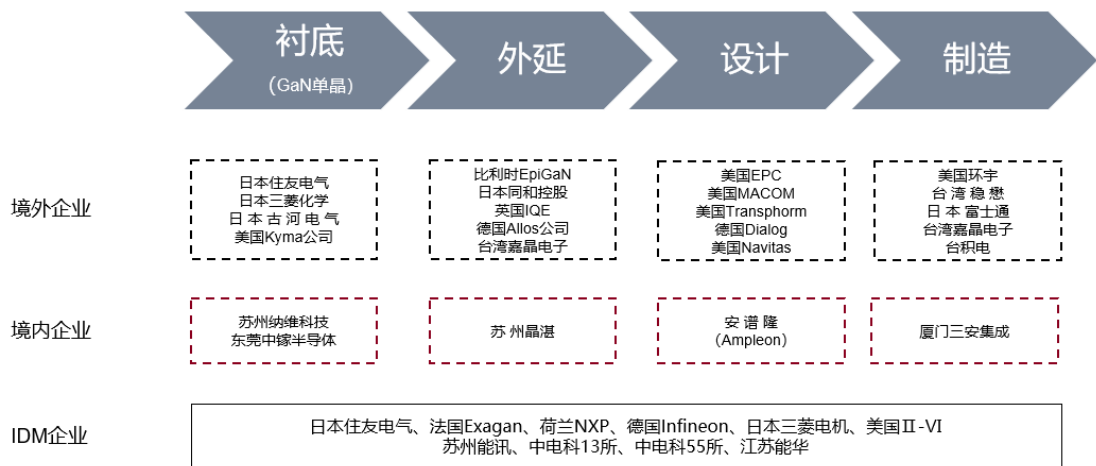 衬底
（GaN单晶）
外延
设计
制造
境外企业
日本住友电气
日本三菱化学
日本古河电气
美国Kyma公司
比利时EpiGaN
日本同和控股
英国IQE
德国Allos公司
台湾嘉晶电子
美国EPC
美国MACOM
美国Transphorm
德国Dialog
美国Navitas
美国环宇
台湾稳懋
日本富士通
台湾嘉晶电子
台积电
境内企业
苏州纳维科技
东莞中镓半导体
苏州晶湛
安谱隆
（Ampleon）
厦门三安集成
IDM企业
日本住友电气、法国Exagan、荷兰NXP、德国Infineon、日本三菱电机、美国Ⅱ-Ⅵ
苏州能讯、中电科13所、中电科55所、江苏能华